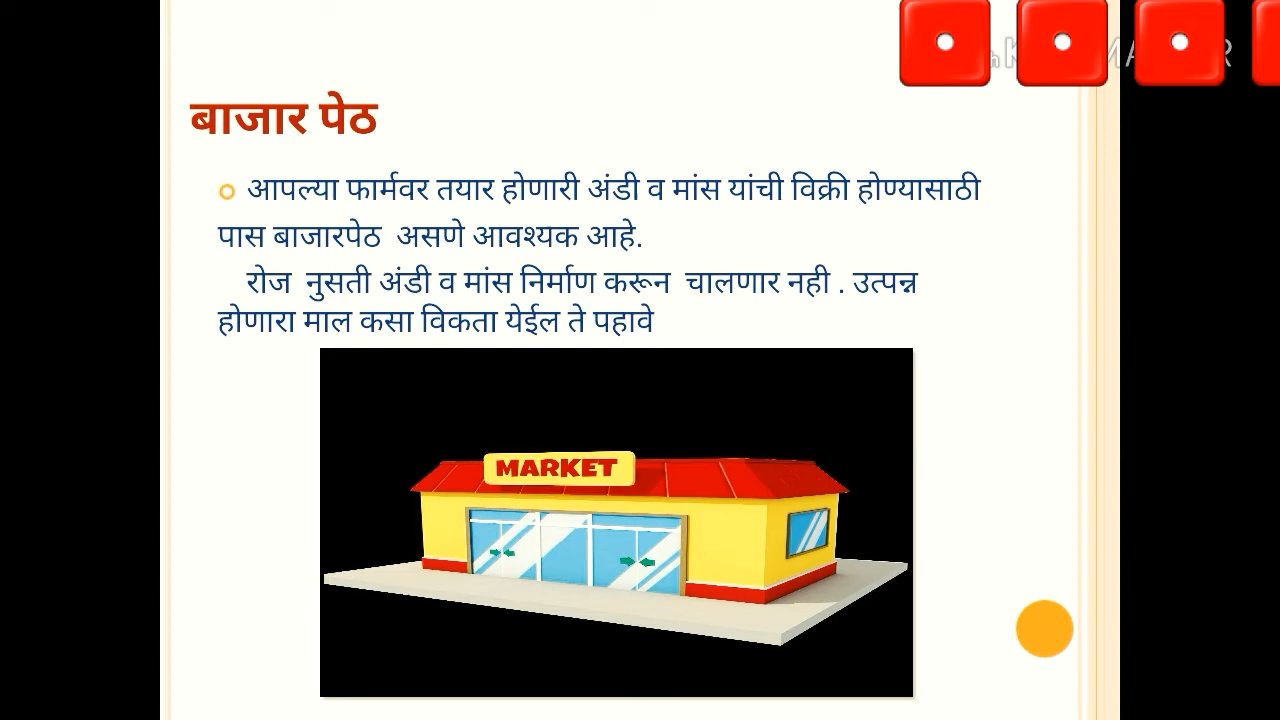 बाजार पेठ
आपल्या फार्मवर तयार होणारी अंडी व मांस यांची विक्री होण्यासाठी
पास बाजारपेठ असणे आवश्यक आहे.
रोज नुसती अंडी व मांस निर्माण करून चालणार नही . उत्पन्न
होणारा माल कसा विकता येईल ते पहावे
MARKET